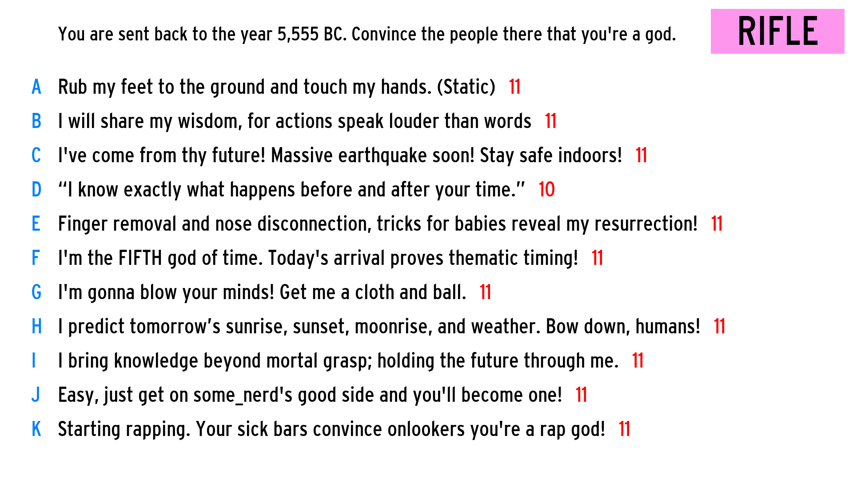 You are sent back to the year 5,555 BC. Convince the people there that you're a god.
RIFLE
A Rub my feet to the ground and touch my hands. (Static) 11
B I will share my wisdom, for actions speak louder than words 11
C I've come from thy future! Massive earthquake soon! Stay safe indoors! 11
D “I know exactly what happens before and after your time.” 10
E Finger removal and nose disconnection, tricks for babies reveal my resurrection! 11
F I'm the FIFTH god of time. Today's arrival proves thematic timing! 11
G I'm gonna blow your minds! Get me a cloth and ball. 11
H I predict tomorrow’s sunrise, sunset, moonrise, and weather. Bow down, humans! 11
I I bring knowledge beyond mortal grasp; holding the future through me. 11
J Easy, just get on some_nerd's good side and you'll become one! 11
K Starting rapping. Your sick bars convince onlookers you're a rap god! 11